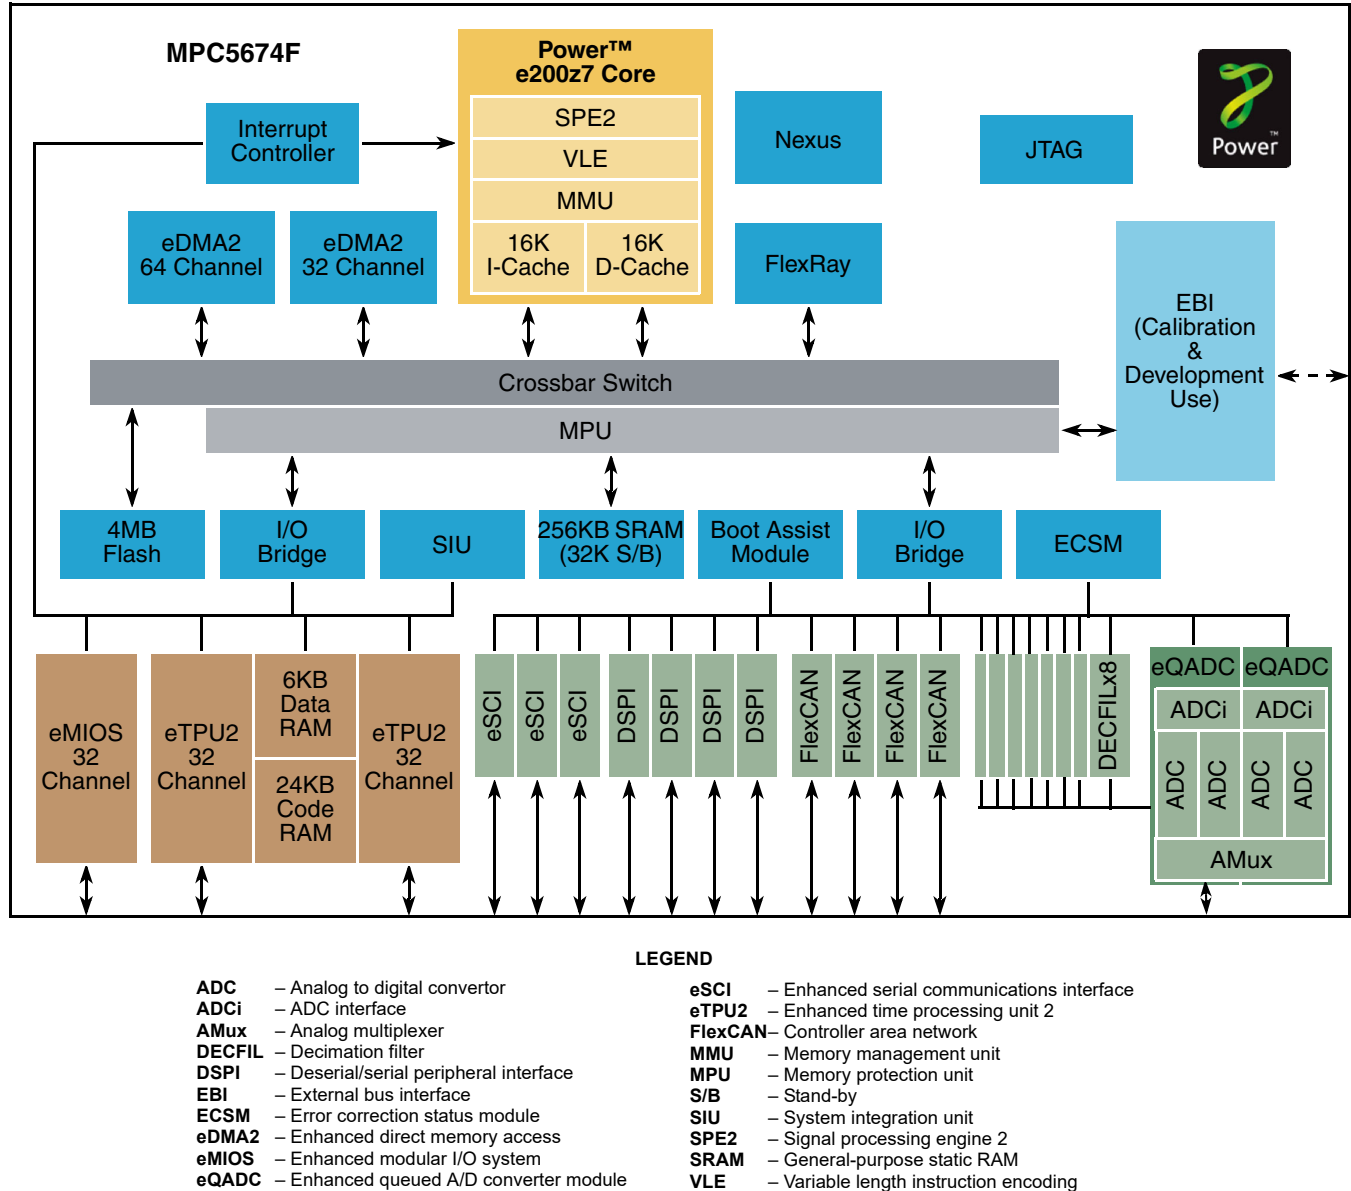 MPC5674F
Power™
e200z7 Core
SPE2
VLE
MMU
16K
I-Cache
16K
D-Cache
Interrupt
Controller
Nexus
JTAG
Power™
eDMA2
64 Channel
eDMA2
32 Channel
FlexRay
EBI
(Calibration
&
Development
Use)
Crossbar Switch
MPU
4MB
Flash
I/O
Bridge
SIU
256KB SRAM
(32K S/B)
Boot Assist
Module
I/O
Bridge
ECSM
eMIOS
32
Channel
eTPU2
32
Channel
6KB
Data
RAM
24KB
Code
RAM
eTPU2
32
Channel
eSCI
eSCI
eSCI
DSPI
DSPI
DSPI
DSPI
FlexCAN
FlexCAN
FlexCAN
FlexCAN
DECFILx8
eQADC
eQADC
ADCi
ADCi
ADC
ADC
ADC
ADC
AMux
LEGEND
ADC – Analog to digital convertor
ADCi – ADC interface
AMux – Analog multiplexer
DECFIL – Decimation filter
DSPI – Deserial/serial peripheral interface
EBI – External bus interface
ECSM – Error correction status module
eDMA2 – Enhanced direct memory access
eMIOS – Enhanced modular I/O system
eQADC – Enhanced queued A/D converter module
eSCI – Enhanced serial communications interface
eTPU2 – Enhanced time processing unit 2
FlexCAN – Controller area network
MMU – Memory management unit
MPU – Memory protection unit
S/B – Stand-by
SIU – System integration unit
SPE2 – Signal processing engine 2
SRAM – General-purpose static RAM
VLE – Variable length instruction encoding